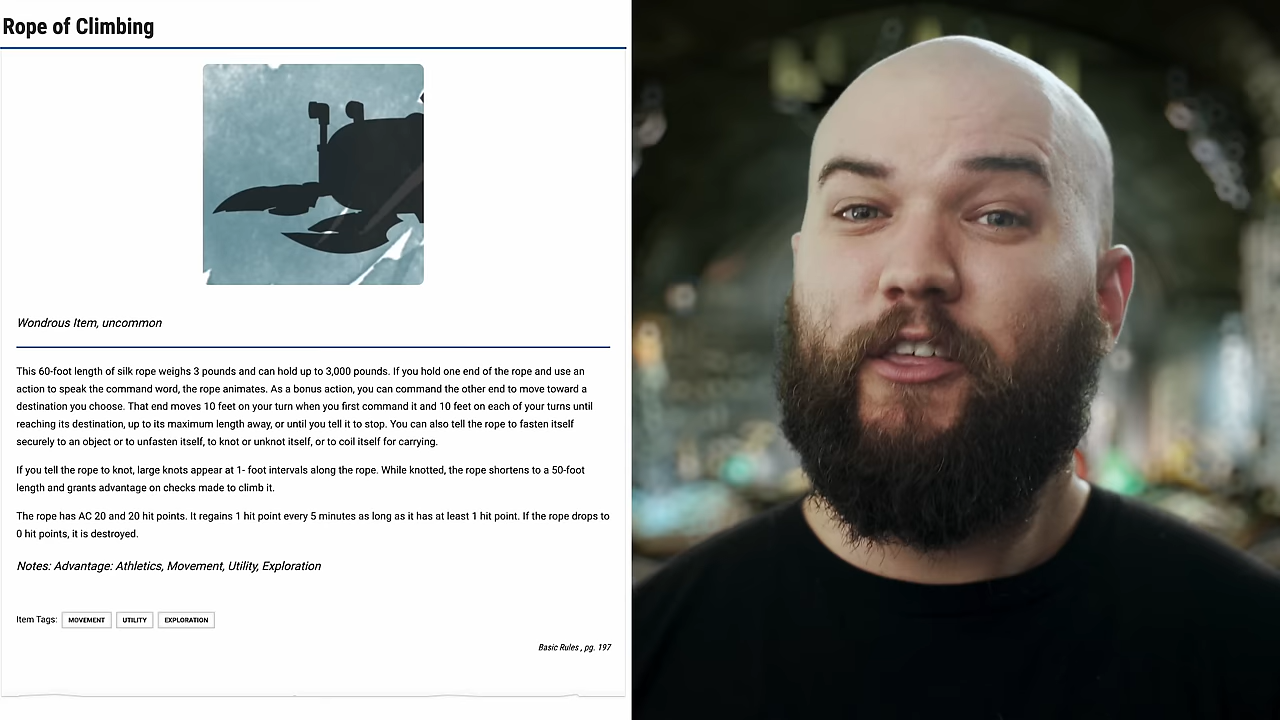 Rope of Climbing
Wondrous Item, uncommon
This 60-foot length of silk rope weighs 3 pounds and can hold up to 3,000 pounds. If you hold one end of the rope and use an
action to speak the command word, the rope animates. As a bonus action, you can command the other end to move toward a
destination you choose. That end moves 10 feet on your turn when you first command it and 10 feet on each of your turns until
reaching its destination, up to its maximum length away, or until you tell it to stop. You can also tell the rope to fasten itself
securely to an object or to unfasten itself, to knot or unknot itself, or to coil itself for carrying.
If you tell the rope to knot, large knots appear at 1- foot intervals along the rope. While knotted, the rope shortens to a 50-foot
length and grants advantage on checks made to climb it.
The rope has AC 20 and 20 hit points. It regains 1 hit point every 5 minutes as long as it has at least 1 hit point. If the rope drops to
0 hit points, it is destroyed.
Notes: Advantage: Athletics, Movement, Utility, Exploration
Item Tags: MOVEMENT UTILITY EXPLORATION
Basic Rules , pg. 197